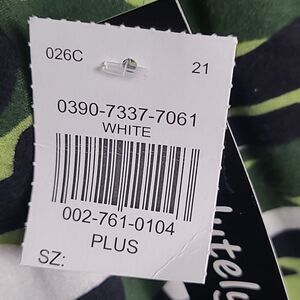 026C 21
0390-7337-7061
WHITE
002-761-0104
PLUS
SZ: